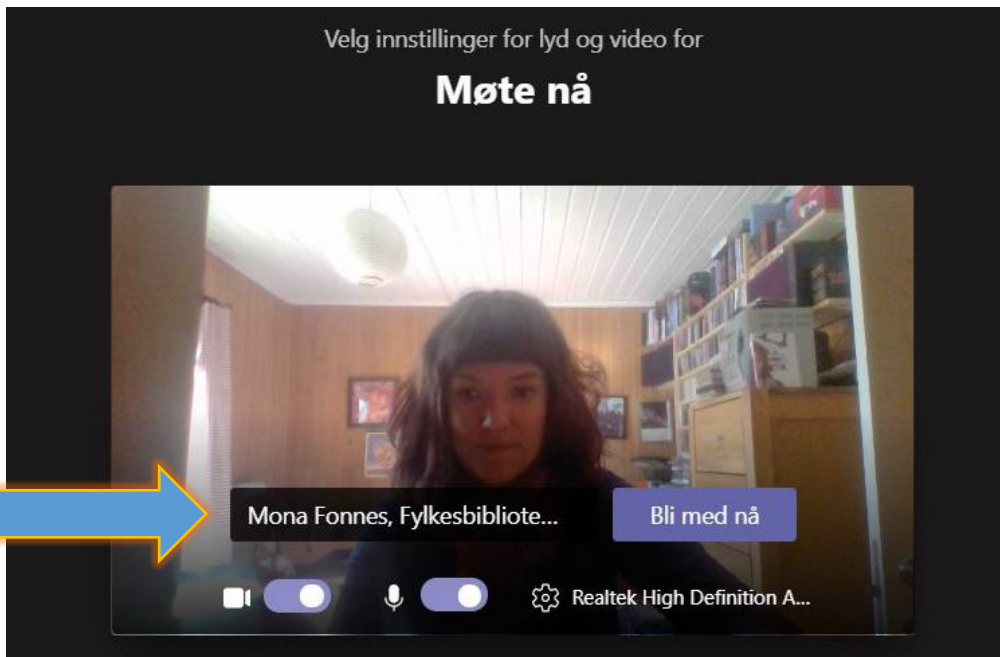 Velg innstillinger for lyd og video for
Møte nå
Mona Fonnes, Fylkesbibliote...
Bli med nå
Realtek High Definition A...